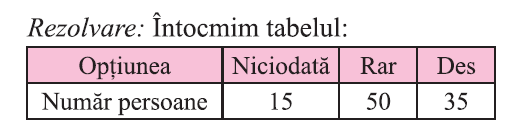 Rezolvare: Întocmim tabelul:
Opțiunea Niciodată Rar Des
Număr persoane 15 50 35